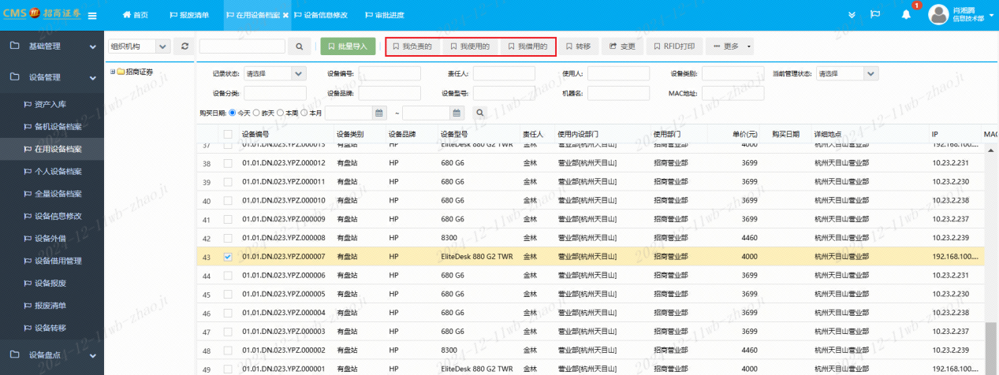 CMS 招商证券 首页 报废清单 在用设备档案 设备信息修改 审批进度 1 肖湘腾
信息技术部
基础管理
设备管理
资产入库
备机设备档案
在用设备档案
个人设备档案
全量设备档案
设备信息修改
设备外借
设备借用管理
设备报废
报废清单
设备转移
设备盘点
组织机构
招商证券
批量导入 我负责的 我使用的 我借用的 转移 变更 RFID打印 更多
记录状态: 请选择 设备编号: 责任人: 使用人: 设备类别: 当前管理状态: 请选择
设备分类: 设备品牌: 设备型号: 机器名: MAC地址:
购买日期: 今天 昨天 本周 本月 ~
设备编号 设备类别 设备品牌 设备型号 责任人 使用内设部门 使用部门 单价(元) 购买日期 详细地点 IP MAC
37 01.01.DN.023.YPZ.000013 有盘站 HP EliteDesk 880 G2 TWR 金林 营业部[杭州天目山] 招商营业部 4000 杭州天目山营业部 192.168.100....
38 01.01.DN.023.YPZ.000012 有盘站 HP 680 G6 金林 营业部[杭州天目山] 招商营业部 3699 杭州天目山营业部 10.23.2.231
39 01.01.DN.023.YPZ.000011 有盘站 HP 680 G6 金林 营业部[杭州天目山] 招商营业部 3699 杭州天目山营业部 10.23.2.230
40 01.01.DN.023.YPZ.000010 有盘站 HP 680 G6 金林 营业部[杭州天目山] 招商营业部 3699 杭州天目山营业部 10.23.2.238
41 01.01.DN.023.YPZ.000009 有盘站 HP 680 G6 金林 营业部[杭州天目山] 招商营业部 3699 杭州天目山营业部 10.23.2.237
42 01.01.DN.023.YPZ.000008 有盘站 HP 8300 金林 营业部[杭州天目山] 招商营业部 4460 杭州天目山营业部 10.23.2.239
43 01.01.DN.023.YPZ.000007 有盘站 HP EliteDesk 880 G2 TWR 金林 营业部[杭州天目山] 招商营业部 4000 杭州天目山营业部 192.168.100....
44 01.01.DN.023.YPZ.000006 有盘站 HP 680 G6 金林 营业部[杭州天目山] 招商营业部 3699 杭州天目山营业部 10.23.2.231
45 01.01.DN.023.YPZ.000005 有盘站 HP 680 G6 金林 营业部[杭州天目山] 招商营业部 3699 杭州天目山营业部 10.23.2.230
46 01.01.DN.023.YPZ.000004 有盘站 HP 680 G6 金林 营业部[杭州天目山] 招商营业部 3699 杭州天目山营业部 10.23.2.238
47 01.01.DN.023.YPZ.000003 有盘站 HP 680 G6 金林 营业部[杭州天目山] 招商营业部 3699 杭州天目山营业部 10.23.2.237
48 01.01.DN.023.YPZ.000002 有盘站 HP 8300 金林 营业部[杭州天目山] 招商营业部 4460 杭州天目山营业部 10.23.2.239
49 01.01.DN.023.YPZ.000001 有盘站 HP EliteDesk 880 G2 TWR 金林 营业部[杭州天目山] 招商营业部 4000 杭州天目山营业部 192.168.100....
2024-12-11wb-zhaojt